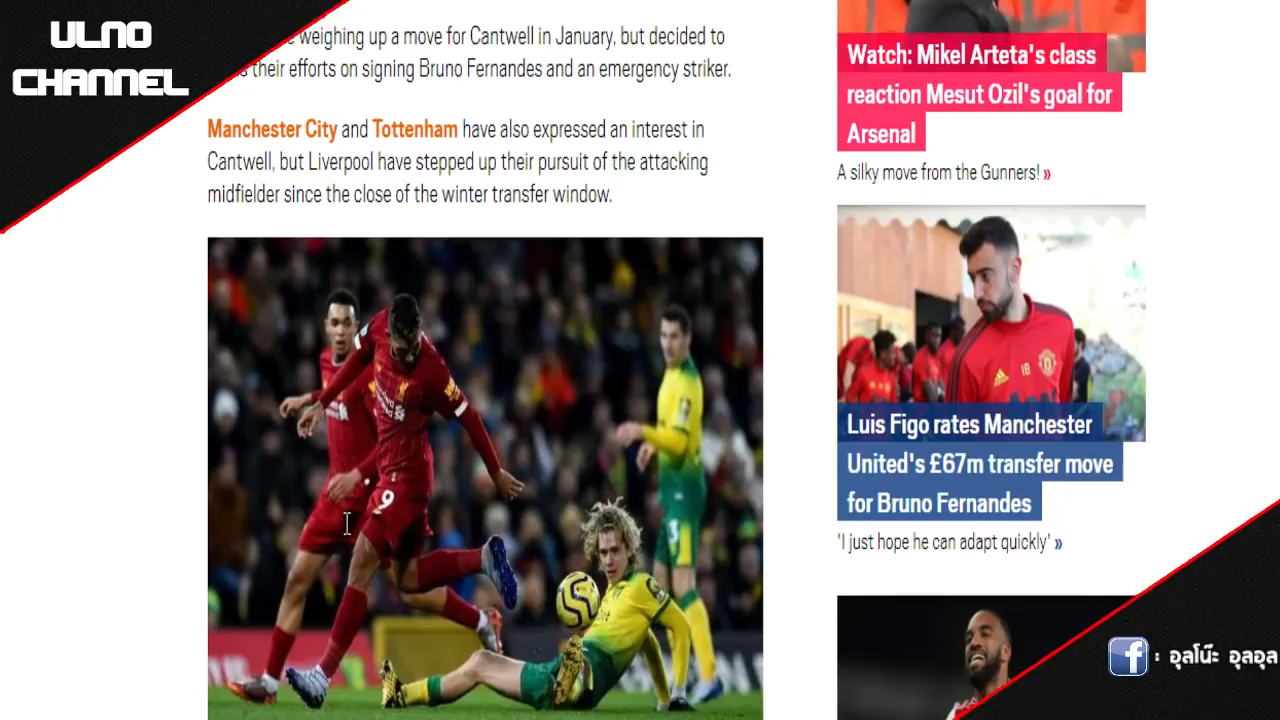 ULNO
CHANNEL
weighing up a move for Cantwell in January, but decided to
their efforts on signing Bruno Fernandes and an emergency striker.
Manchester City and Tottenham have also expressed an interest in
Cantwell, but Liverpool have stepped up their pursuit of the attacking
midfielder since the close of the winter transfer window.
9
3
Watch: Mikel Arteta's class
reaction Mesut Ozil's goal for
Arsenal
A silky move from the Gunners! »
18
Luis Figo rates Manchester
United's £67m transfer move
for Bruno Fernandes
'I just hope he can adapt quickly' »
f : อุลโน๊ะ อุลอุล